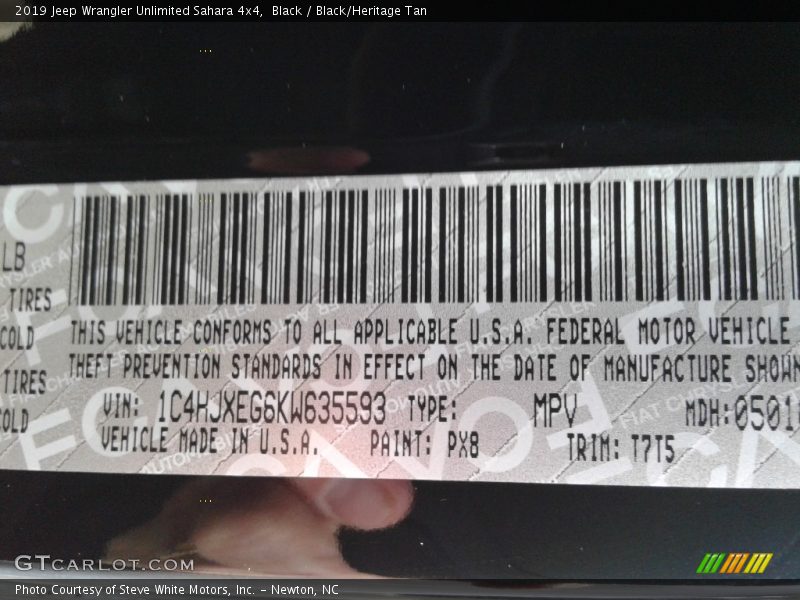 2019 Jeep Wrangler Unlimited Sahara 4x4, Black / Black/Heritage Tan
LB
TIRES
COLD
TIRES
COLD
THIS VEHICLE CONFORMS TO ALL APPLICABLE U.S.A. FEDERAL MOTOR VEHICLE
THEFT PREVENTION STANDARDS IN EFFECT ON THE DATE OF MANUFACTURE SHOWN
VIN: 1C4HJXEG6KW635593 TYPE: MPV MDH:0501
VEHICLE MADE IN U.S.A. PAINT: PX8 TRIM: T7T5
GTCARLOT.COM
Photo Courtesy of Steve White Motors, Inc. – Newton, NC